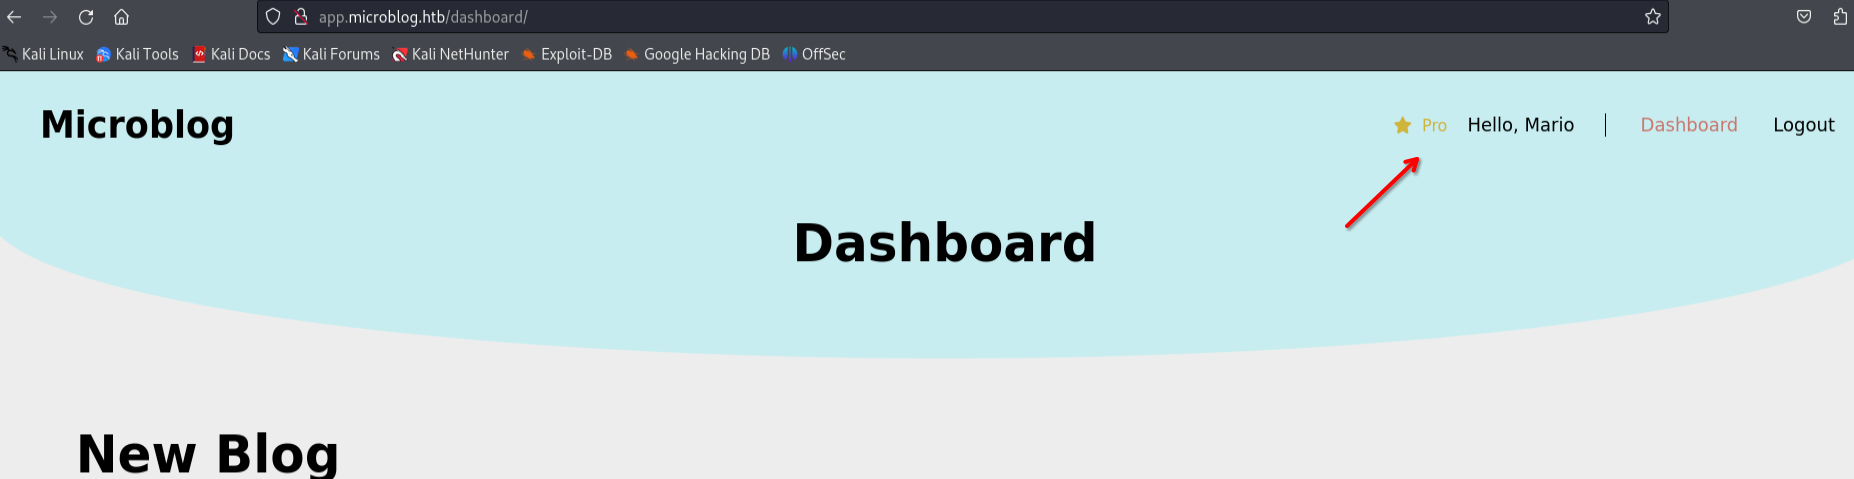 app.microblog.htb/dashboard/
Kali Linux Kali Tools Kali Docs Kali Forums Kali NetHunter Exploit-DB Google Hacking DB OffSec
Microblog Pro Hello, Mario Dashboard Logout
Dashboard
New Blog